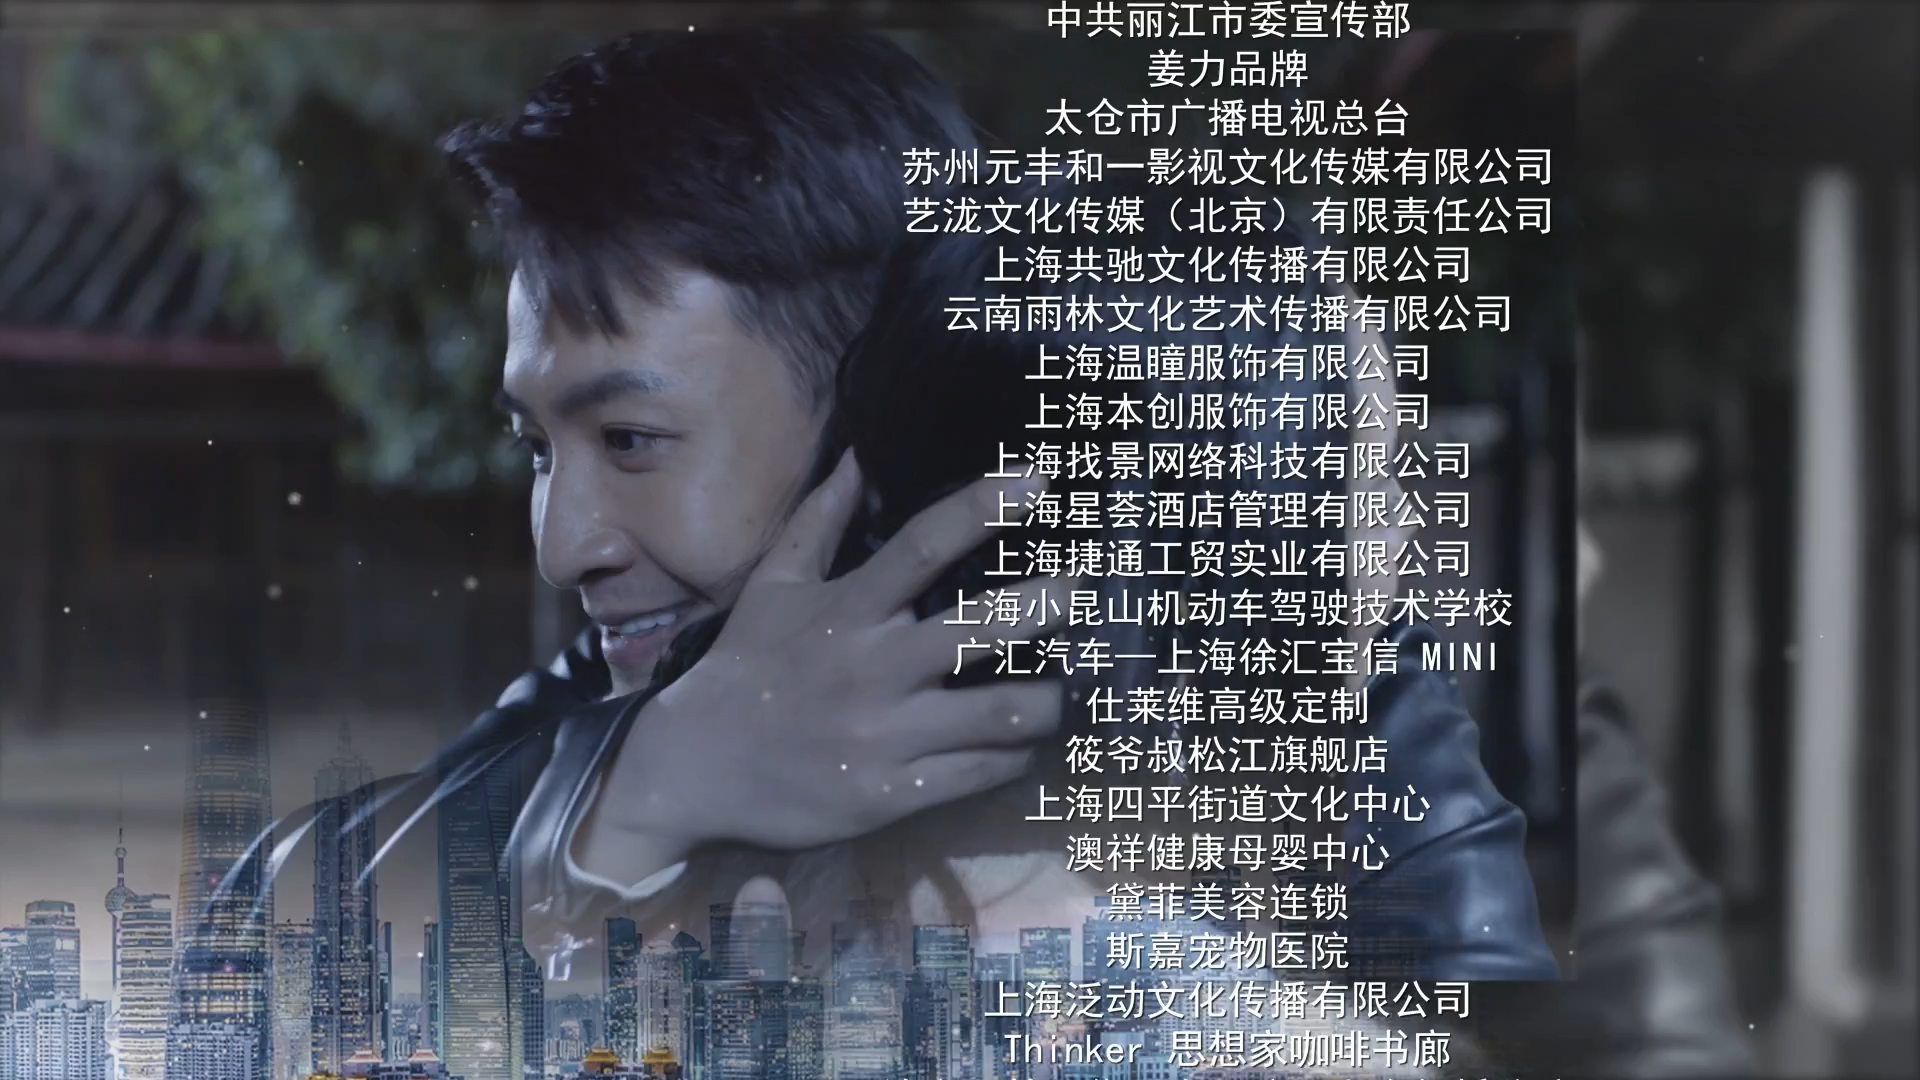 中共丽江市委宣传部
姜力品牌
太仓市广播电视总台
苏州元丰和一影视文化传媒有限公司
艺泷文化传媒（北京）有限责任公司
上海共驰文化传播有限公司
云南雨林文化艺术传播有限公司
上海温瞳服饰有限公司
上海本创服饰有限公司
上海找景网络科技有限公司
上海星荟酒店管理有限公司
上海捷通工贸实业有限公司
上海小昆山机动车驾驶技术学校
广汇汽车—上海徐汇宝信 MINI
仕莱维高级定制
筱爷叔松江旗舰店
上海四平街道文化中心
澳祥健康母婴中心
黛菲美容连锁
斯嘉宠物医院
上海泛动文化传播有限公司
Thinker 思想家咖啡书廊